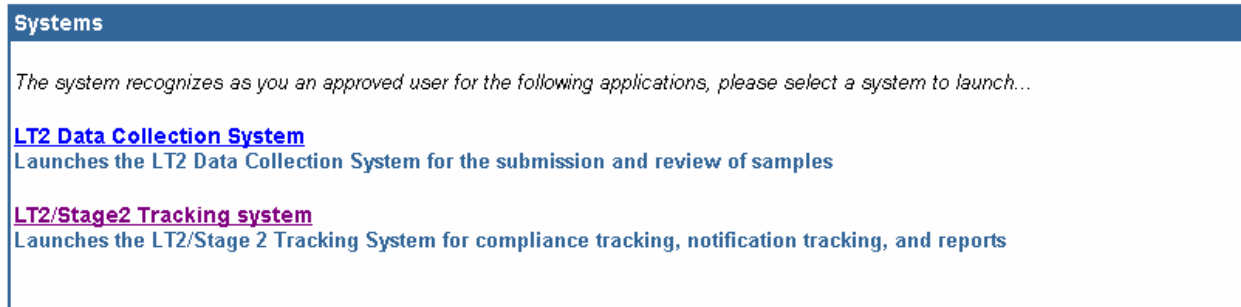 Systems
The system recognizes as you an approved user for the following applications, please select a system to launch...
LT2 Data Collection System
Launches the LT2 Data Collection System for the submission and review of samples
LT2/Stage2 Tracking system
Launches the LT2/Stage 2 Tracking System for compliance tracking, notification tracking, and reports